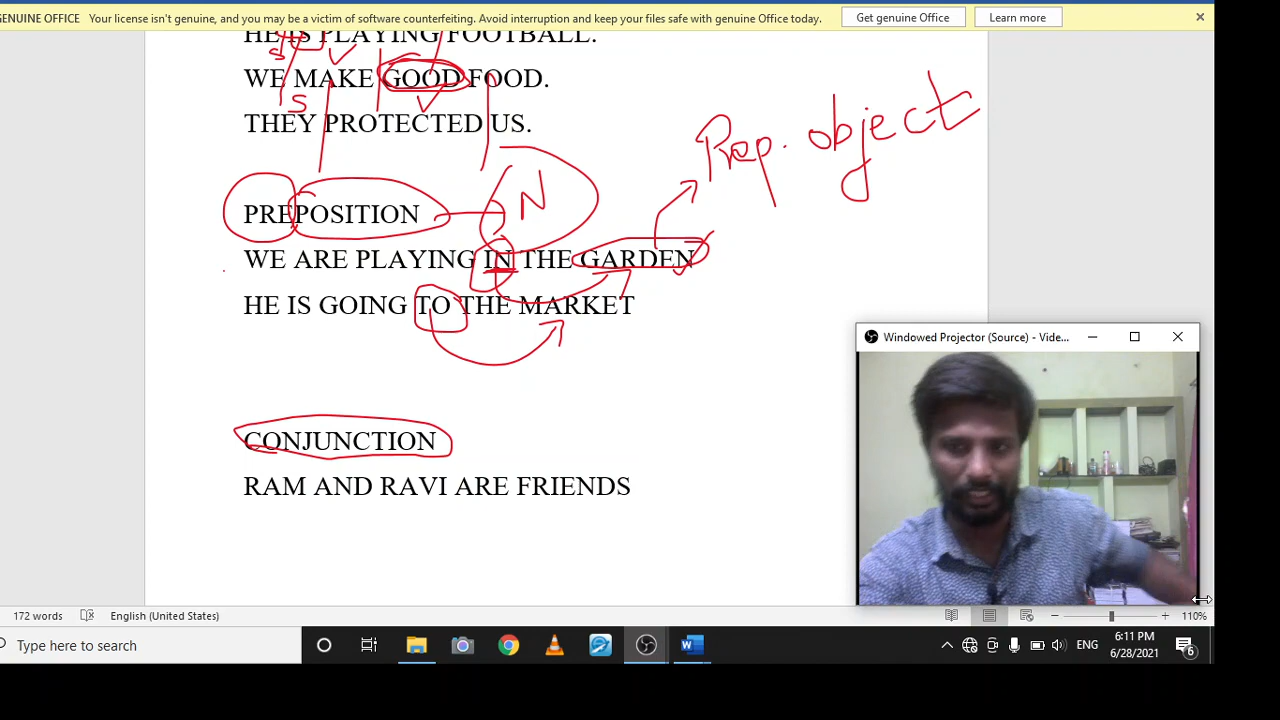 GENUINE OFFICE Your license isn't genuine, and you may be a victim of software counterfeiting. Avoid interruption and keep your files safe with genuine Office today. Get genuine Office Learn more
HE IS PLAYING FOOTBALL.
S
WE MAKE GOOD FOOD.
S
THEY PROTECTED US.
Prep. object
N
PREPOSITION
WE ARE PLAYING IN THE GARDEN
HE IS GOING TO THE MARKET
Windowed Projector (Source) - Vide...
CONJUNCTION
RAM AND RAVI ARE FRIENDS
172 words English (United States) 110%
Type here to search ENG 6:11 PM
6/28/2021 6